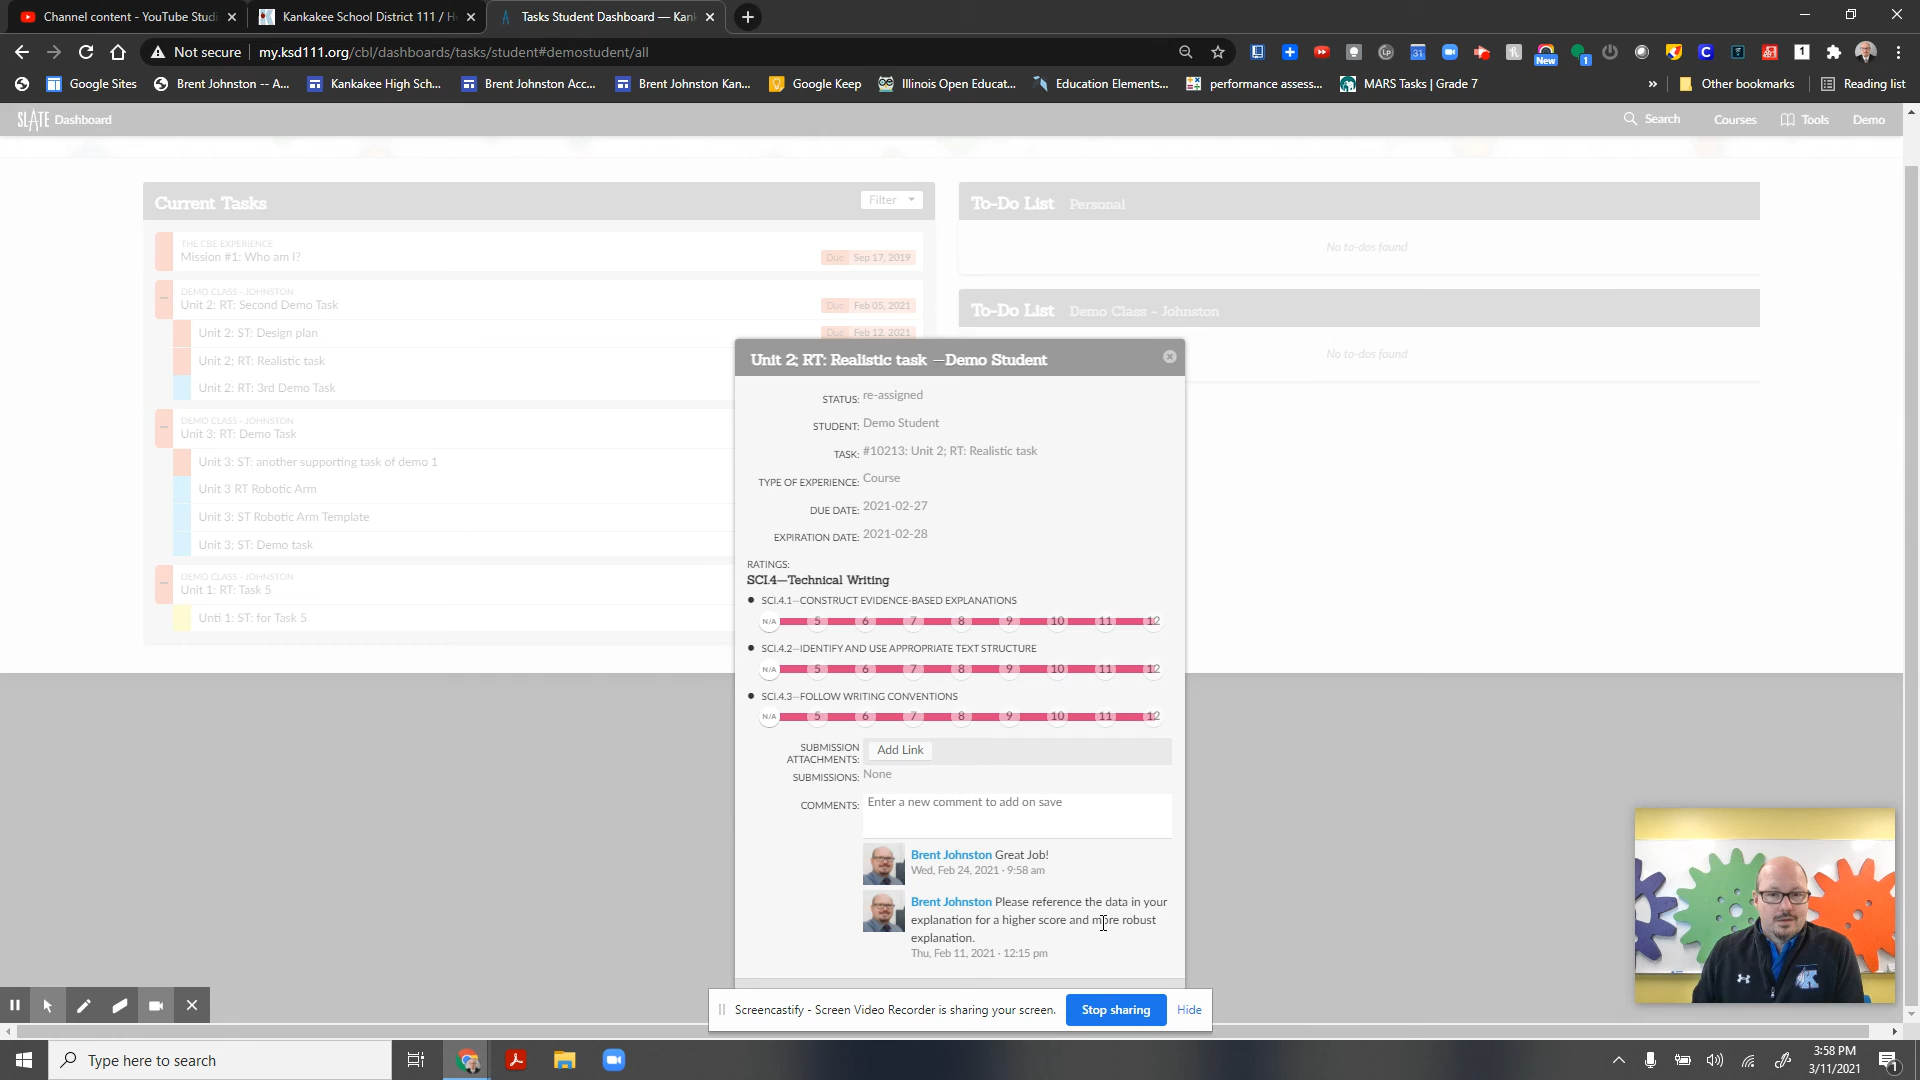 Channel content - YouTube Studi
Kankakee School District 111 / H
Tasks Student Dashboard — Kank
Not secure my.ksd111.org/cbl/dashboards/tasks/student#demostudent/all
Google Sites
Brent Johnston -- A...
Kankakee High Sch...
Brent Johnston Acc...
Brent Johnston Kan...
Google Keep
Illinois Open Educat...
Education Elements...
performance assess...
MARS Tasks | Grade 7
»
Other bookmarks
Reading list
SLATE Dashboard
Search
Courses
Tools
Demo
Current Tasks
Filter
THE CBE EXPERIENCE
Mission #1: Who am I?
Due Sep 17, 2019
DEMO CLASS - JOHNSTON
Unit 2: RT: Second Demo Task
Due Feb 05, 2021
Unit 2: ST: Design plan
Due Feb 12, 2021
Unit 2; RT: Realistic task
Unit 2: RT: 3rd Demo Task
DEMO CLASS - JOHNSTON
Unit 3: RT: Demo Task
Unit 3: ST: another supporting task of demo 1
Unit 3 RT Robotic Arm
Unit 3: ST Robotic Arm Template
Unit 3; ST: Demo task
DEMO CLASS - JOHNSTON
Unit 1: RT: Task 5
Unti 1: ST: for Task 5
To-Do List Personal
No to-dos found
To-Do List Demo Class - Johnston
No to-dos found
Unit 2; RT: Realistic task —Demo Student
STATUS: re-assigned
STUDENT: Demo Student
TASK: #10213: Unit 2; RT: Realistic task
TYPE OF EXPERIENCE: Course
DUE DATE: 2021-02-27
EXPIRATION DATE: 2021-02-28
RATINGS:
SCI.4—Technical Writing
SCI.4.1—CONSTRUCT EVIDENCE-BASED EXPLANATIONS
N/A 5 6 7 8 9 10 11 12
SCI.4.2—IDENTIFY AND USE APPROPRIATE TEXT STRUCTURE
N/A 5 6 7 8 9 10 11 12
SCI.4.3—FOLLOW WRITING CONVENTIONS
N/A 5 6 7 8 9 10 11 12
SUBMISSION
ATTACHMENTS:
Add Link
SUBMISSIONS: None
COMMENTS: Enter a new comment to add on save
Brent Johnston Great Job!
Wed, Feb 24, 2021 · 9:58 am
Brent Johnston Please reference the data in your
explanation for a higher score and more robust
explanation.
Thu, Feb 11, 2021 · 12:15 pm
Screencastify - Screen Video Recorder is sharing your screen.
Stop sharing
Hide
Type here to search
3:58 PM
3/11/2021